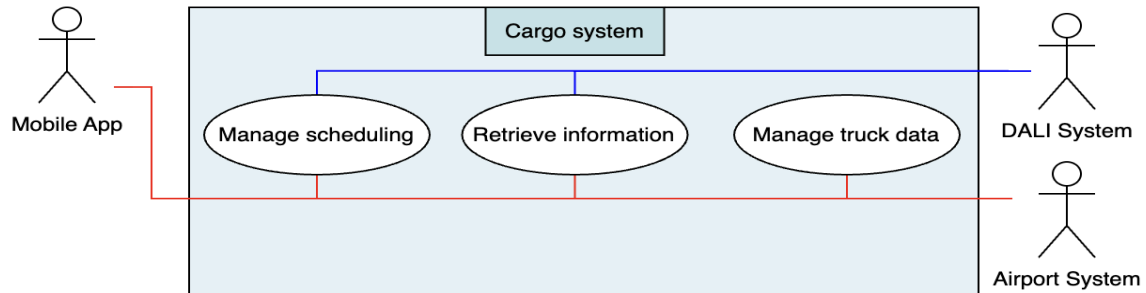 Cargo system
Mobile App
Manage scheduling
Retrieve information
Manage truck data
DALI System
Airport System